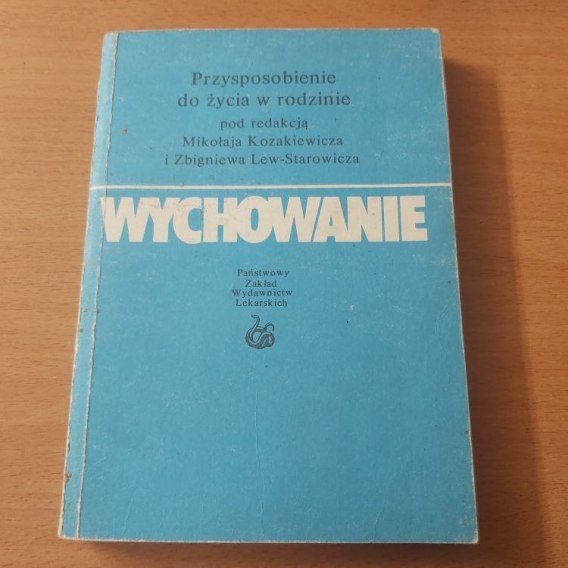 Przysposobienie
do życia w rodzinie
pod redakcją
Mikołaja Kozakiewicza
i Zbigniewa Lew-Starowicza
WYCHOWANIE
Państwowy
Zakład
Wydawnictw
Lekarskich